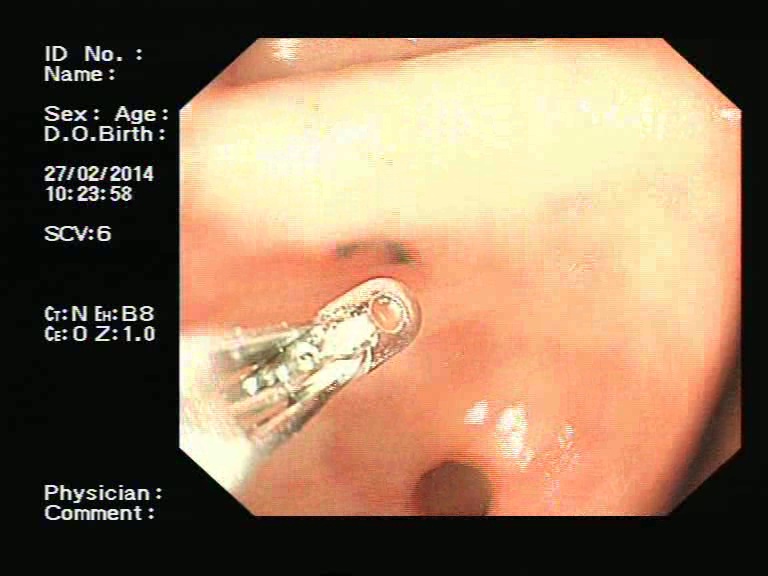 ID No. :
Name:
Sex: Age:
D.O.Birth:
27/02/2014
10:23:58
SCV:6
CT:N EH:B8
CE:0 Z:1.0
Physician:
Comment: